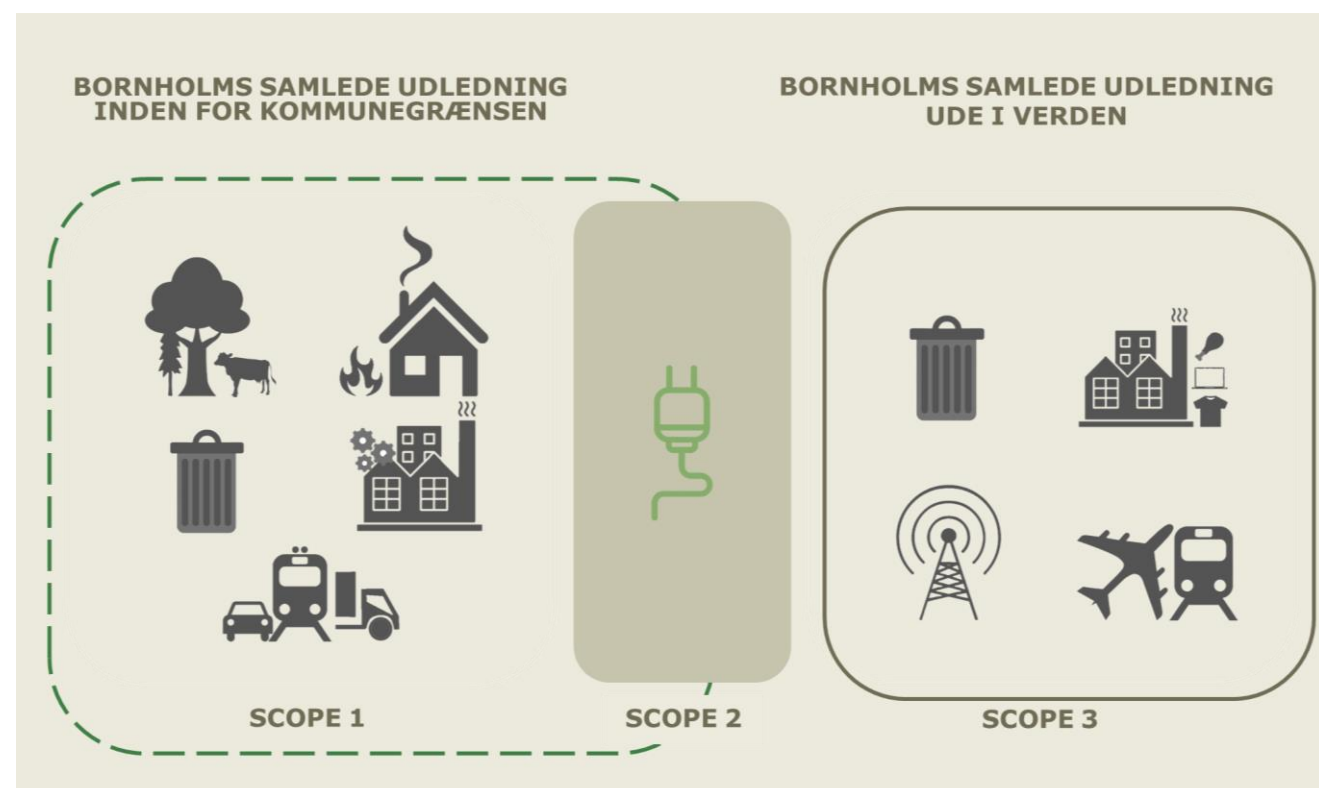 BORNHOLMS SAMLEDE UDLEDNING
INDEN FOR KOMMUNEGRÆNSEN
BORNHOLMS SAMLEDE UDLEDNING
UDE I VERDEN
SCOPE 1
SCOPE 2
SCOPE 3